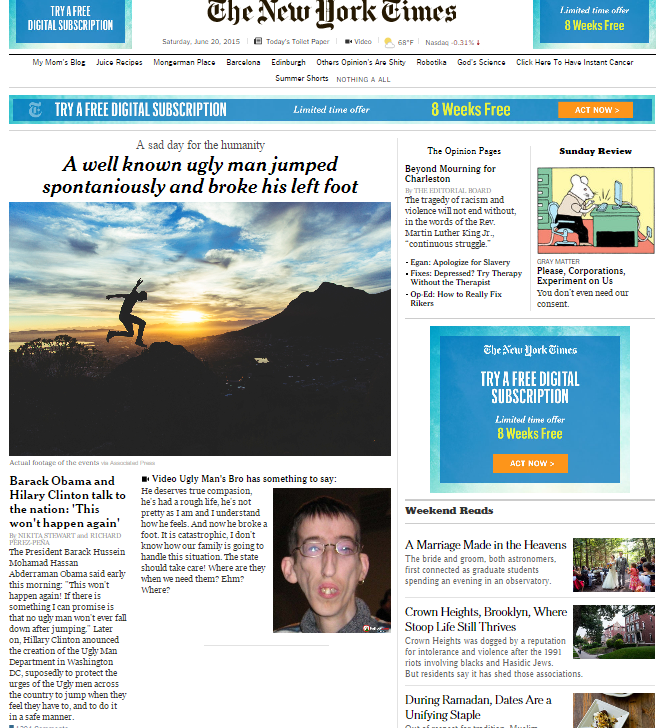 TRY A FREE
DIGITAL SUBSCRIPTION
The New York Times
Limited time offer
8 Weeks Free
Saturday, June 20, 2015
Today's Toilet Paper
Video
68°F
Nasdaq -0.31%
My Mom's Blog
Juice Recipes
Mongerman Place
Barcelona
Edinburgh
Others Opinion's Are Shity
Robotika
God's Science
Click Here To Have Instant Cancer
Summer Shorts
NOTHING A ALL
TRY A FREE DIGITAL SUBSCRIPTION
Limited time offer
8 Weeks Free
ACT NOW >
A sad day for the humanity
A well known ugly man jumped
spontaniously and broke his left foot
Actual footage of the events via Associated Press
Barack Obama and
Hilary Clinton talk to
the nation: 'This
won't happen again'
By NIKITA STEWART and RICHARD
PÉREZ-PEÑA
The President Barack Hussein
Mohamad Hassan
Abderraman Obama said early
this morning: "This won't
happen again! If there is
something I can promise is
that no ugly man won't ever fall
down after jumping." Later
on, Hillary Clinton anounced
the creation of the Ugly Man
Department in Washington
DC, suposedly to protect the
urges of the Ugly men across
the country to jump when they
feel they have to, and to do it
in a safe manner.
Video Ugly Man's Bro has something to say:
He deserves true compasion,
he's had a rough life, he's not
pretty as I am and I understand
how he feels. And now he broke a
foot. It is catastrophic, I don't
know how our family is going to
handle this situation. The state
should take care! Where are they
when we need them? Ehm?
Where?
The Opinion Pages
Beyond Mourning for
Charleston
By THE EDITORIAL BOARD
The tragedy of racism and
violence will not end without,
in the words of the Rev.
Martin Luther King Jr.,
"continuous struggle."
• Egan: Apologize for Slavery
• Fixes: Depressed? Try Therapy
Without the Therapist
• Op-Ed: How to Really Fix
Rikers
Sunday Review
GRAY MATTER
Please, Corporations,
Experiment on Us
You don't even need our
consent.
The New York Times
TRY A FREE DIGITAL
SUBSCRIPTION
Limited time offer
8 Weeks Free
ACT NOW >
Weekend Reads
A Marriage Made in the Heavens
The bride and groom, both astronomers,
first connected as graduate students
spending an evening in an observatory.
Crown Heights, Brooklyn, Where
Stoop Life Still Thrives
Crown Heights was dogged by a reputation
for intolerance and violence after the 1991
riots involving blacks and Hasidic Jews.
But residents say it has shed those associations.
During Ramadan, Dates Are a
Unifying Staple